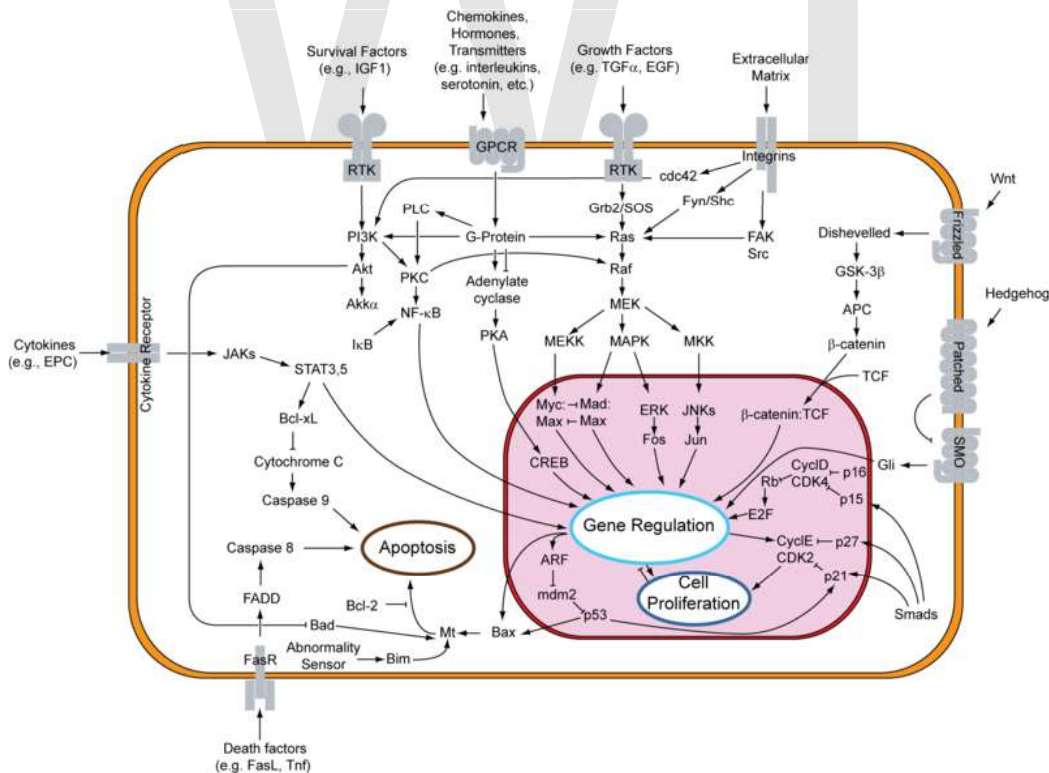 Chemokines,
Hormones,
Transmitters
(e.g. interleukins,
serotonin, etc.)
Survival Factors
(e.g., IGF1)
Growth Factors
(e.g. TGFα, EGF)
Extracellular
Matrix
RTK
GPCR
RTK
Integrins
cdc42
Wnt
Frizzled
PLC
Grb2/SOS
Fyn/Shc
PI3K
G-Protein
Ras
FAK
Src
Dishevelled
Akt
PKC
Adenylate
cyclase
Raf
GSK-3β
Akkα
NF-κB
MEK
APC
Hedgehog
Patched
IκB
PKA
MEKK
MAPK
MKK
β-catenin
Cytokines
(e.g., EPC)
Cytokine Receptor
JAKs
STAT3,5
TCF
Myc:
Max
Mad:
Max
ERK
JNKs
β-catenin:TCF
Bcl-xL
Fos
Jun
SMO
Cytochrome C
CREB
Gli
CyclD
CDK4
p16
p15
Rb
Caspase 9
E2F
Gene Regulation
Caspase 8
Apoptosis
ARF
CyclE
CDK2
p27
p21
FADD
mdm2
Cell
Proliferation
Bcl-2
p53
Smads
Bad
Mt
Bax
Abnormality
Sensor
Bim
FasR
Death factors
(e.g. FasL, Tnf)